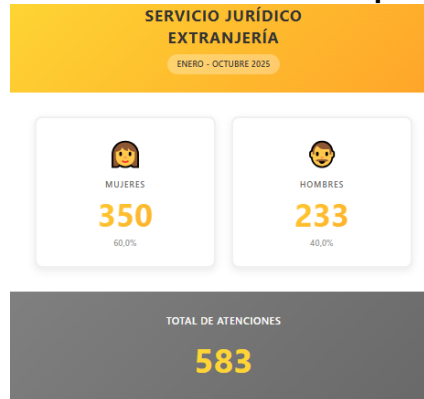 SERVICIO JURÍDICO
EXTRANJERÍA
ENERO - OCTUBRE 2025
MUJERES
350
60,0%
HOMBRES
233
40,0%
TOTAL DE ATENCIONES
583